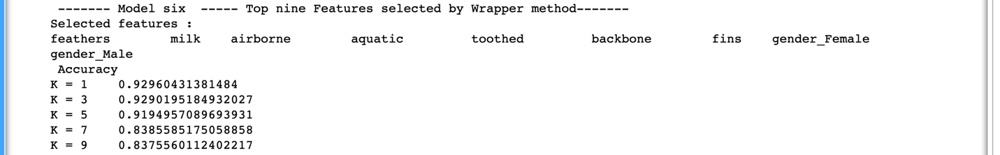 ------- Model six ----- Top nine Features selected by Wrapper method-------
Selected features :
feathers milk airborne aquatic toothed backbone fins gender_Female
gender_Male
Accuracy
K = 1 0.92960431381484
K = 3 0.9290195184932027
K = 5 0.9194957089693931
K = 7 0.8385585175058858
K = 9 0.8375560112402217